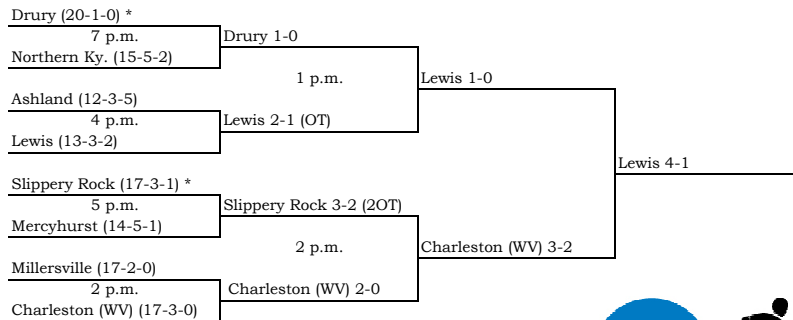 Drury (20-1-0) *
7 p.m.
Northern Ky. (15-5-2)
Drury 1-0
1 p.m.
Ashland (12-3-5)
4 p.m.
Lewis (13-3-2)
Lewis 2-1 (OT)
Lewis 1-0
Slippery Rock (17-3-1) *
5 p.m.
Mercyhurst (14-5-1)
Slippery Rock 3-2 (2OT)
2 p.m.
Millersville (17-2-0)
2 p.m.
Charleston (WV) (17-3-0)
Charleston (WV) 2-0
Charleston (WV) 3-2
Lewis 4-1